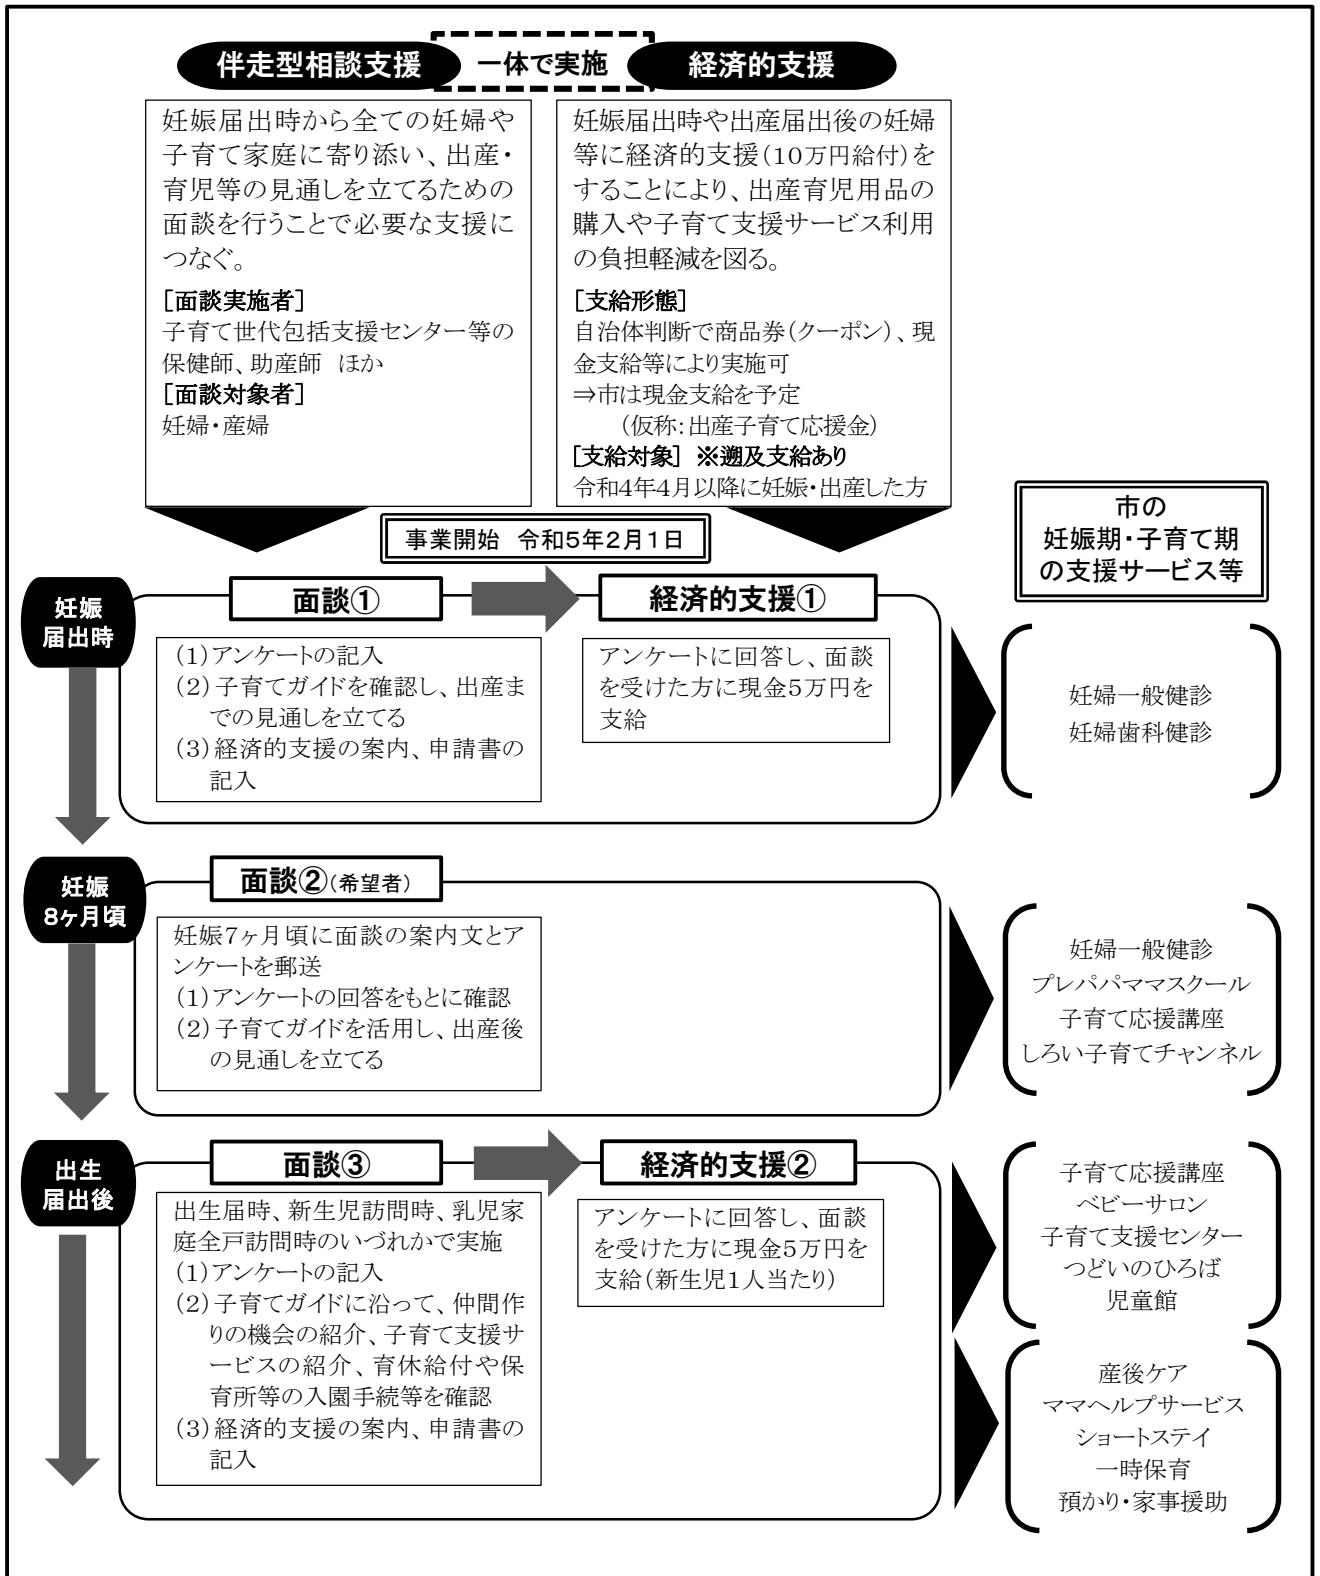 伴走型相談支援
一体で実施
経済的支援
妊娠届出時から全ての妊婦や
子育て家庭に寄り添い、出産・
育児等の見通しを立てるための
面談を行うことで必要な支援に
つなぐ。
[面談実施者]
子育て世代包括支援センター等の
保健師、助産師　ほか
[面談対象者]
妊婦・産婦
妊娠届出時や出産届出後の妊婦
等に経済的支援(10万円給付)を
することにより、出産育児用品の
購入や子育て支援サービス利用
の負担軽減を図る。
[支給形態]
自治体判断で商品券(クーポン)、現
金支給等により実施可
⇒市は現金支給を予定
(仮称:出産子育て応援金)
[支給対象] ※遡及支給あり
令和4年4月以降に妊娠・出産した方
事業開始　令和5年2月1日
市の
妊娠期・子育て期
の支援サービス等
妊娠
届出時
面談①
(1)アンケートの記入
(2)子育てガイドを確認し、出産ま
での見通しを立てる
(3)経済的支援の案内、申請書の
記入
経済的支援①
アンケートに回答し、面談
を受けた方に現金5万円を
支給
妊婦一般健診
妊婦歯科健診
妊娠
8ヶ月頃
面談②(希望者)
妊娠7ヶ月頃に面談の案内文とア
ンケートを郵送
(1)アンケートの回答をもとに確認
(2)子育てガイドを活用し、出産後
の見通しを立てる
妊婦一般健診
プレパパママスクール
子育て応援講座
しろい子育てチャンネル
出生
届出後
面談③
出生届時、新生児訪問時、乳児家
庭全戸訪問時のいづれかで実施
(1)アンケートの記入
(2)子育てガイドに沿って、仲間作
りの機会の紹介、子育て支援サ
ービスの紹介、育休給付や保
育所等の入園手続等を確認
(3)経済的支援の案内、申請書の
記入
経済的支援②
アンケートに回答し、面談
を受けた方に現金5万円を
支給(新生児1人当たり)
子育て応援講座
ベビーサロン
子育て支援センター
つどいのひろば
児童館
産後ケア
ママヘルプサービス
ショートステイ
一時保育
預かり・家事援助